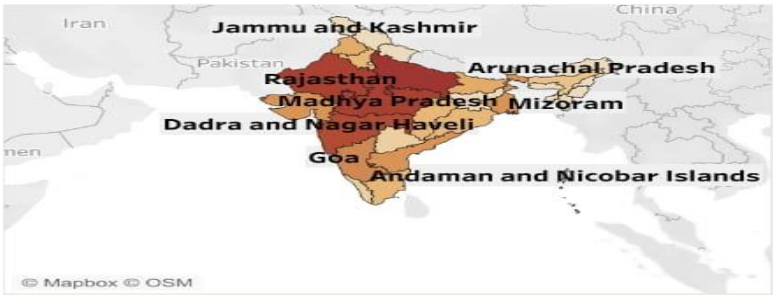 China
Iran
Jammu and Kashmir
Pakistan
Arunachal Pradesh
Rajasthan
Madhya Pradesh
Mizoram
Dadra and Nagar Haveli
men
Goa
Andaman and Nicobar Islands
© Mapbox © OSM